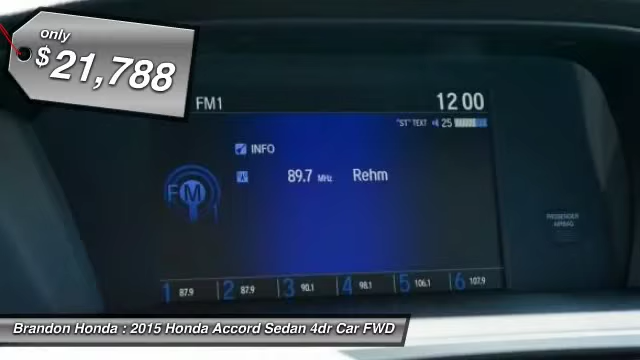 only
$21,788
FM1
12:00
"ST" TEXT 25
INFO
A 89.7 MHz Rehm
FM
1 87.9 2 87.9 3 90.1 4 98.1 5 106.1 6 107.9
PASSENGER
AIRBAG
Brandon Honda : 2015 Honda Accord Sedan 4dr Car FWD